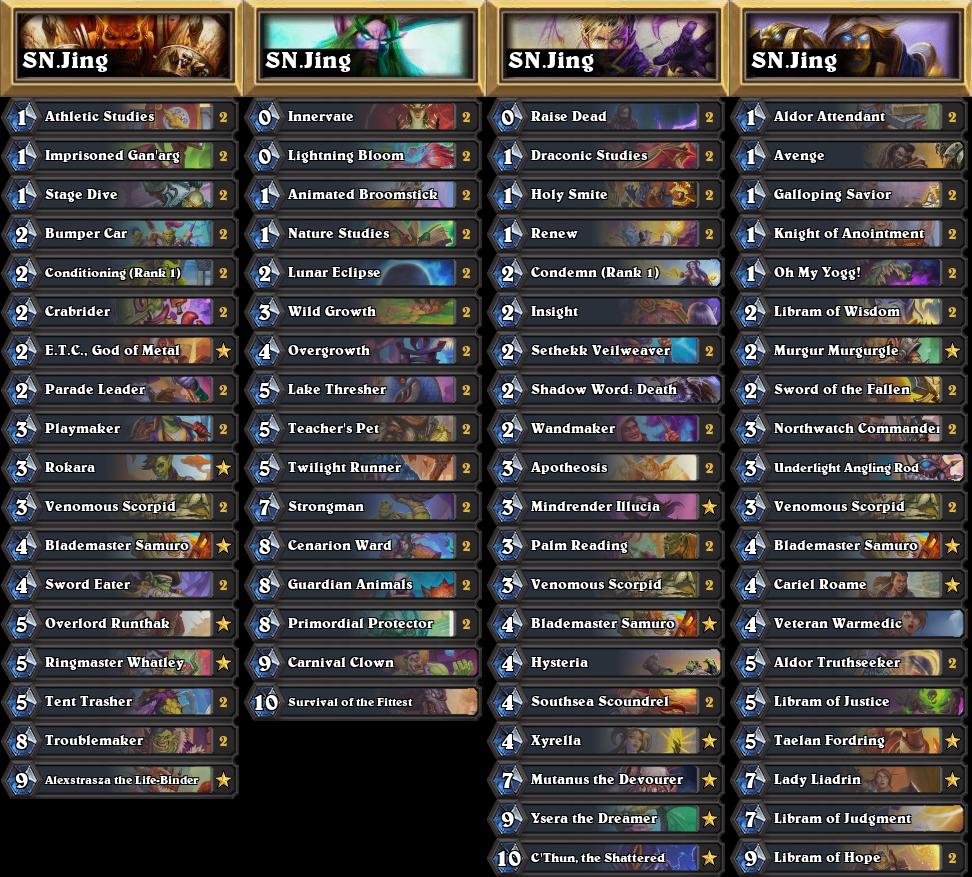 SN.Jing
1 Athletic Studies 2
1 Imprisoned Gan'arg 2
1 Stage Dive 2
2 Bumper Car 2
2 Conditioning (Rank 1) 2
2 Crabrider 2
2 E.T.C., God of Metal
2 Parade Leader 2
3 Playmaker 2
3 Rokara
3 Venomous Scorpid 2
4 Blademaster Samuro
4 Sword Eater 2
5 Overlord Runthak
5 Ringmaster Whatley
5 Tent Trasher 2
8 Troublemaker 2
9 Alexstrasza the Life-Binder
SN.Jing
0 Innervate 2
0 Lightning Bloom 2
1 Animated Broomstick 2
1 Nature Studies 2
2 Lunar Eclipse 2
3 Wild Growth 2
4 Overgrowth 2
5 Lake Thresher 2
5 Teacher's Pet 2
5 Twilight Runner 2
7 Strongman 2
8 Cenarion Ward 2
8 Guardian Animals 2
8 Primordial Protector 2
9 Carnival Clown
10 Survival of the Fittest
SN.Jing
0 Raise Dead 2
1 Draconic Studies 2
1 Holy Smite 2
1 Renew 2
2 Condemn (Rank 1)
2 Insight
2 Sethekk Veilweaver 2
2 Shadow Word: Death
2 Wandmaker 2
3 Apotheosis 2
3 Mindrender Illucia
3 Palm Reading 2
3 Venomous Scorpid 2
4 Blademaster Samuro
4 Hysteria
4 Southsea Scoundrel 2
4 Xyrella
7 Mutanus the Devourer
9 Ysera the Dreamer
10 C'Thun, the Shattered
SN.Jing
1 Aldor Attendant 2
1 Avenge
1 Galloping Savior 2
1 Knight of Anointment 2
1 Oh My Yogg! 2
2 Libram of Wisdom 2
2 Murgur Murgurgle
2 Sword of the Fallen 2
3 Northwatch Commander 2
3 Underlight Angling Rod
3 Venomous Scorpid 2
4 Blademaster Samuro
4 Cariel Roame
4 Veteran Warmedic
5 Aldor Truthseeker 2
5 Libram of Justice
5 Taelan Fordring
7 Lady Liadrin
7 Libram of Judgment
9 Libram of Hope 2